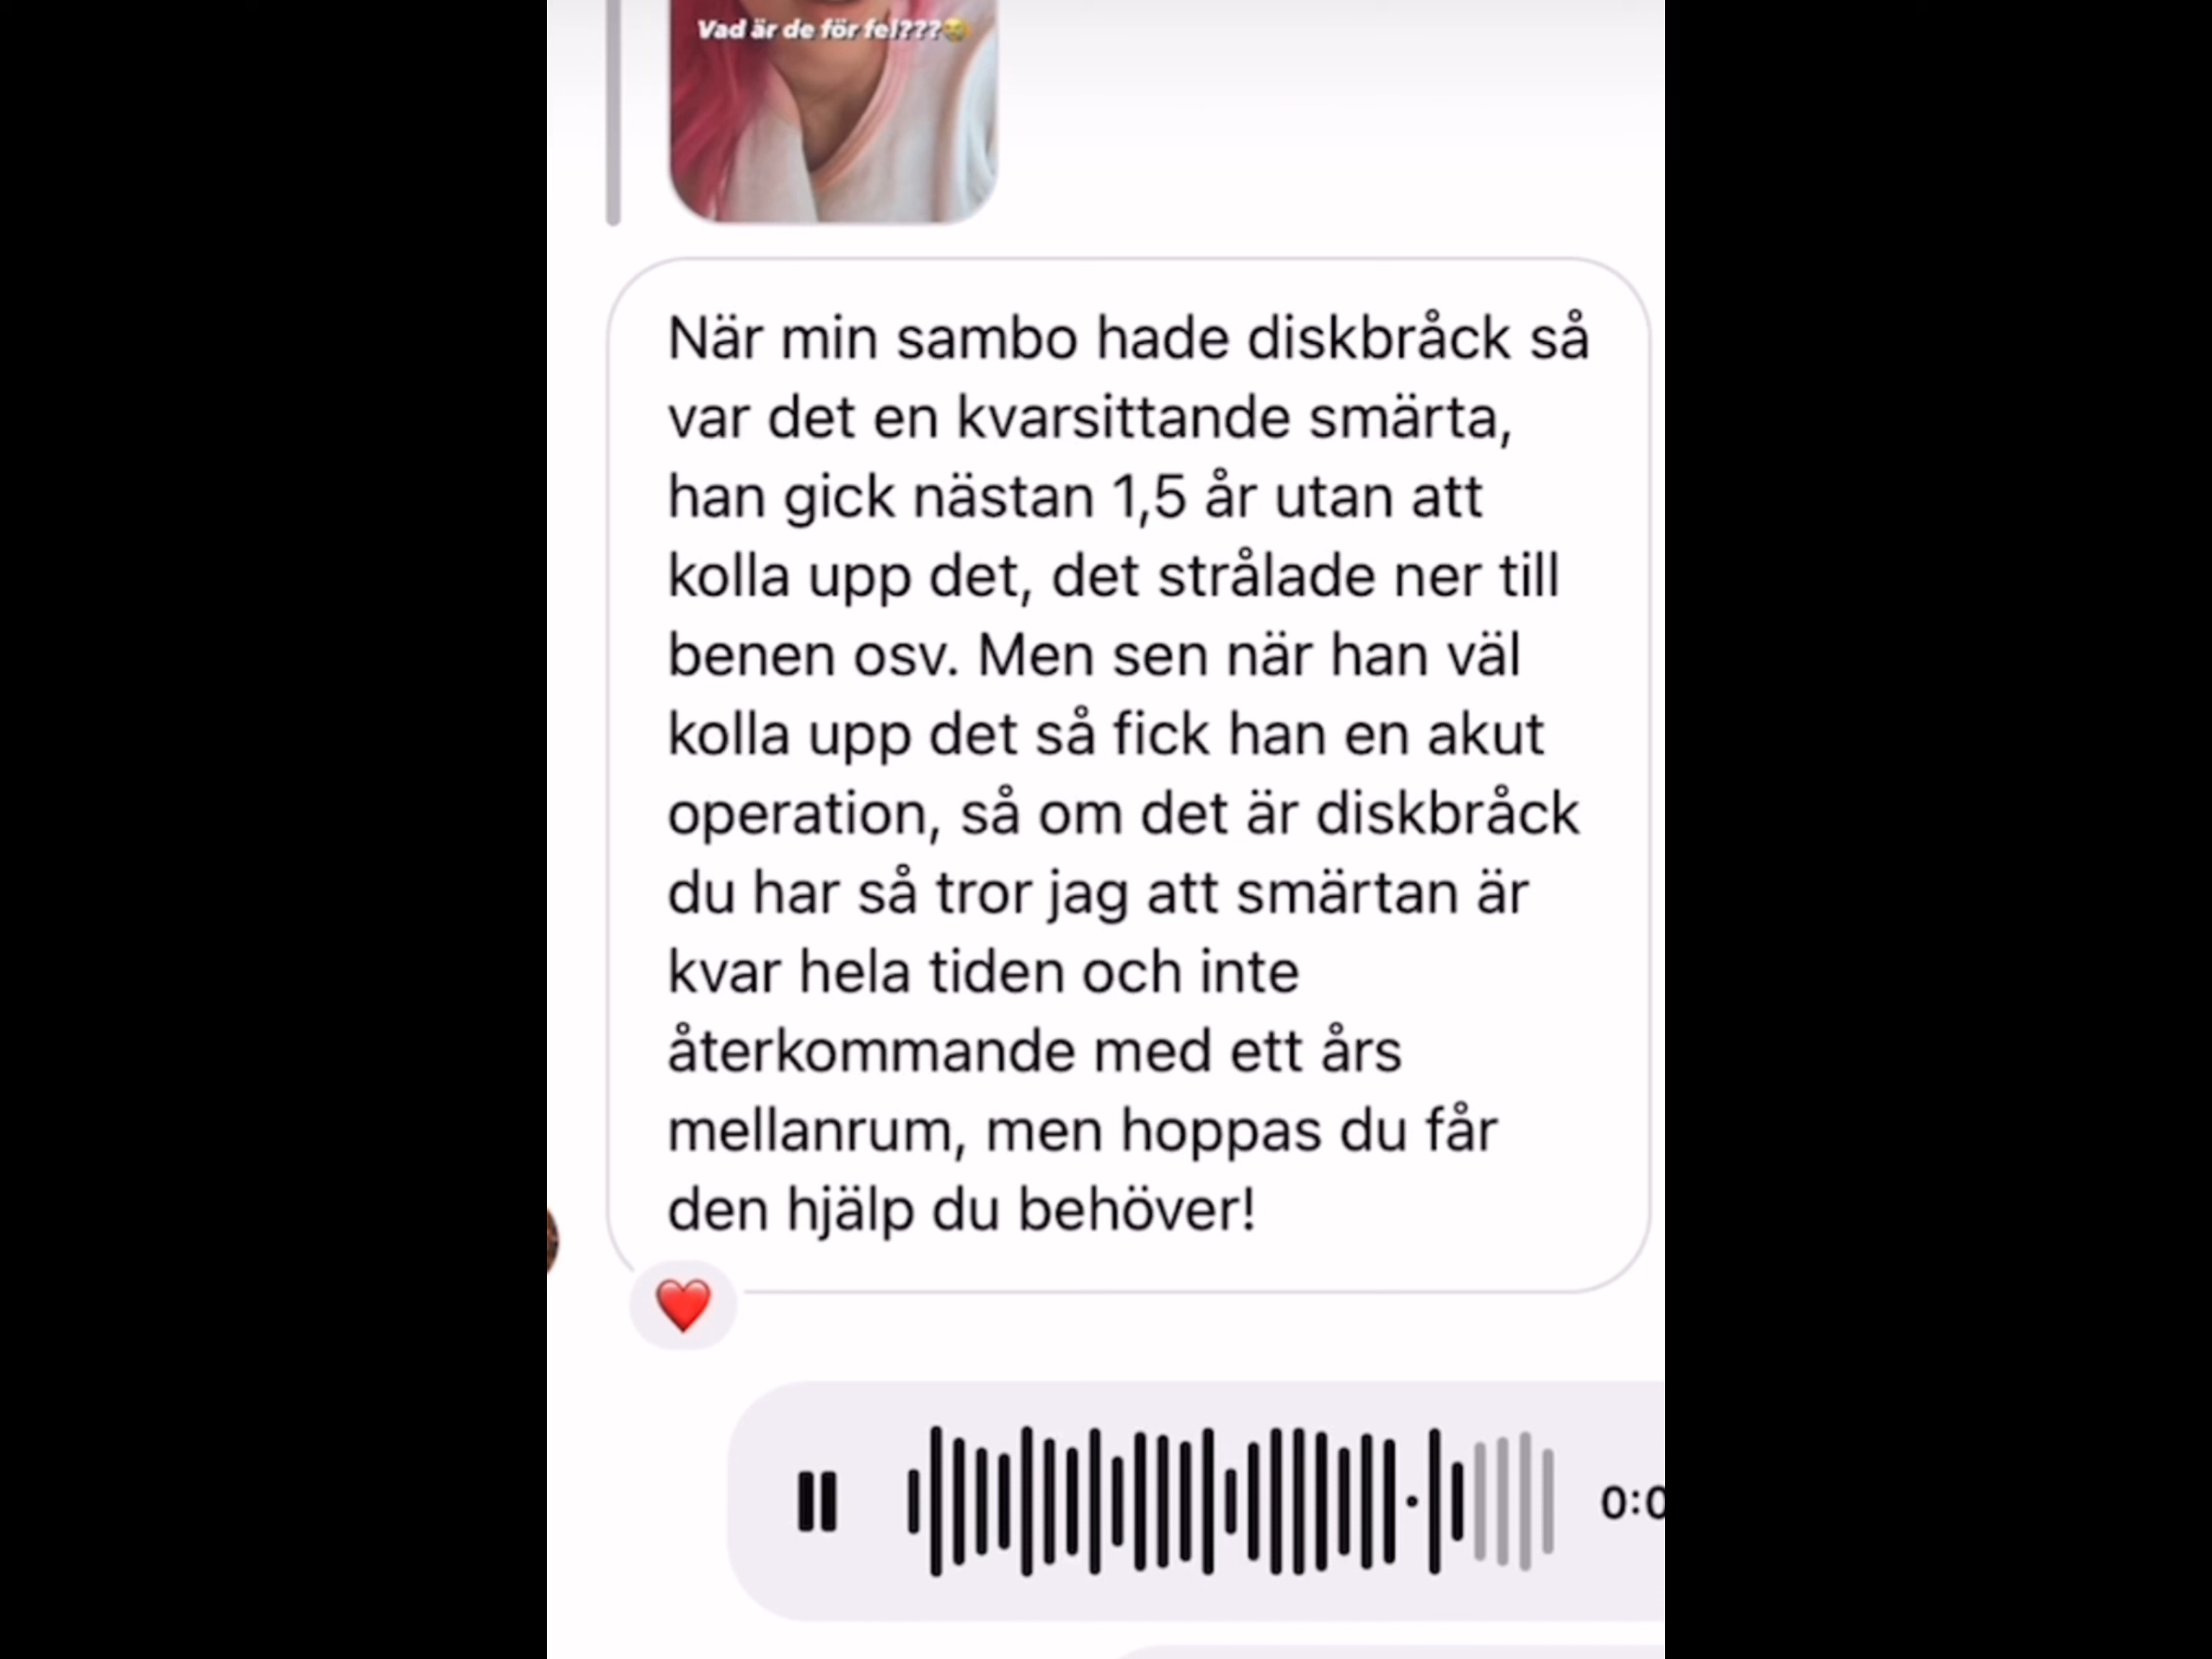 Vad är de för fel???😭
När min sambo hade diskbråck så
var det en kvarsittande smärta,
han gick nästan 1,5 år utan att
kolla upp det, det strålade ner till
benen osv. Men sen när han väl
kolla upp det så fick han en akut
operation, så om det är diskbråck
du har så tror jag att smärtan är
kvar hela tiden och inte
återkommande med ett års
mellanrum, men hoppas du får
den hjälp du behöver!
❤️